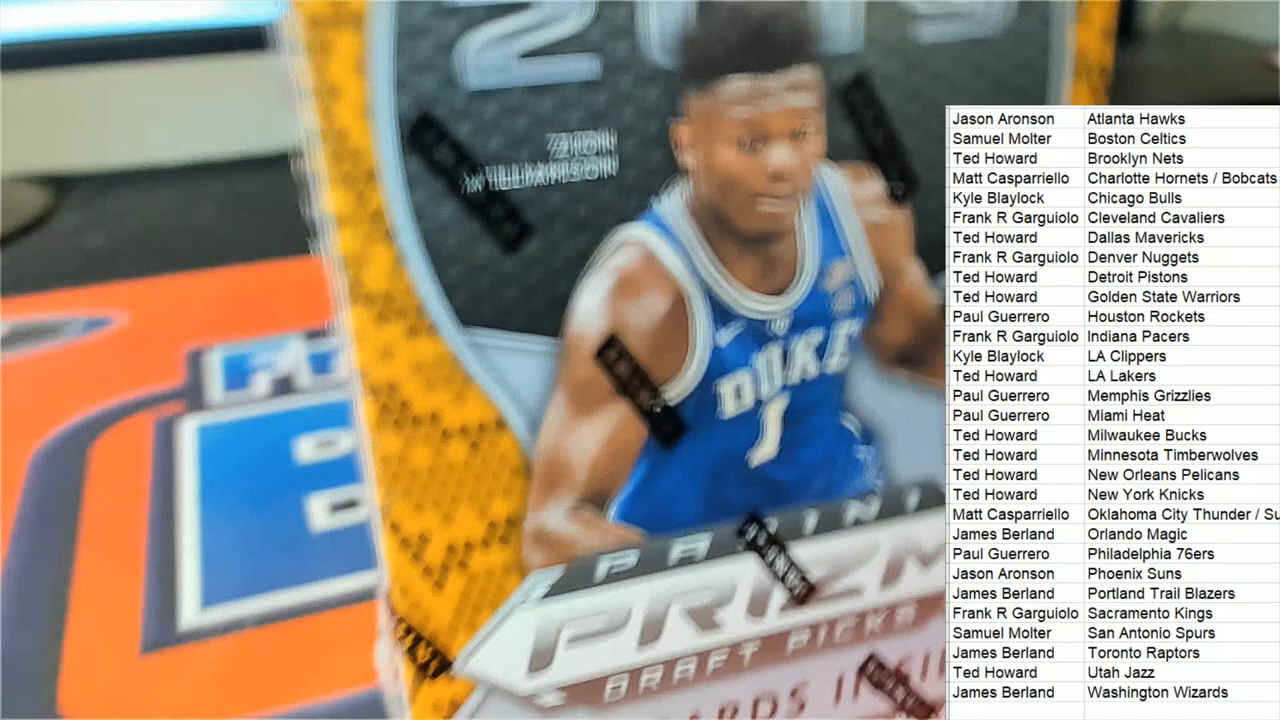 2019
ZION
WILLIAMSON
DUKE
1
PANINI
PRIZM
DRAFT PICKS
Jason Aronson Atlanta Hawks
Samuel Molter Boston Celtics
Ted Howard Brooklyn Nets
Matt Casparriello Charlotte Hornets / Bobcats
Kyle Blaylock Chicago Bulls
Frank R Garguiolo Cleveland Cavaliers
Ted Howard Dallas Mavericks
Frank R Garguiolo Denver Nuggets
Ted Howard Detroit Pistons
Ted Howard Golden State Warriors
Paul Guerrero Houston Rockets
Frank R Garguiolo Indiana Pacers
Kyle Blaylock LA Clippers
Ted Howard LA Lakers
Paul Guerrero Memphis Grizzlies
Paul Guerrero Miami Heat
Ted Howard Milwaukee Bucks
Ted Howard Minnesota Timberwolves
Ted Howard New Orleans Pelicans
Ted Howard New York Knicks
Matt Casparriello Oklahoma City Thunder / Su
James Berland Orlando Magic
Paul Guerrero Philadelphia 76ers
Jason Aronson Phoenix Suns
James Berland Portland Trail Blazers
Frank R Garguiolo Sacramento Kings
Samuel Molter San Antonio Spurs
James Berland Toronto Raptors
Ted Howard Utah Jazz
James Berland Washington Wizards